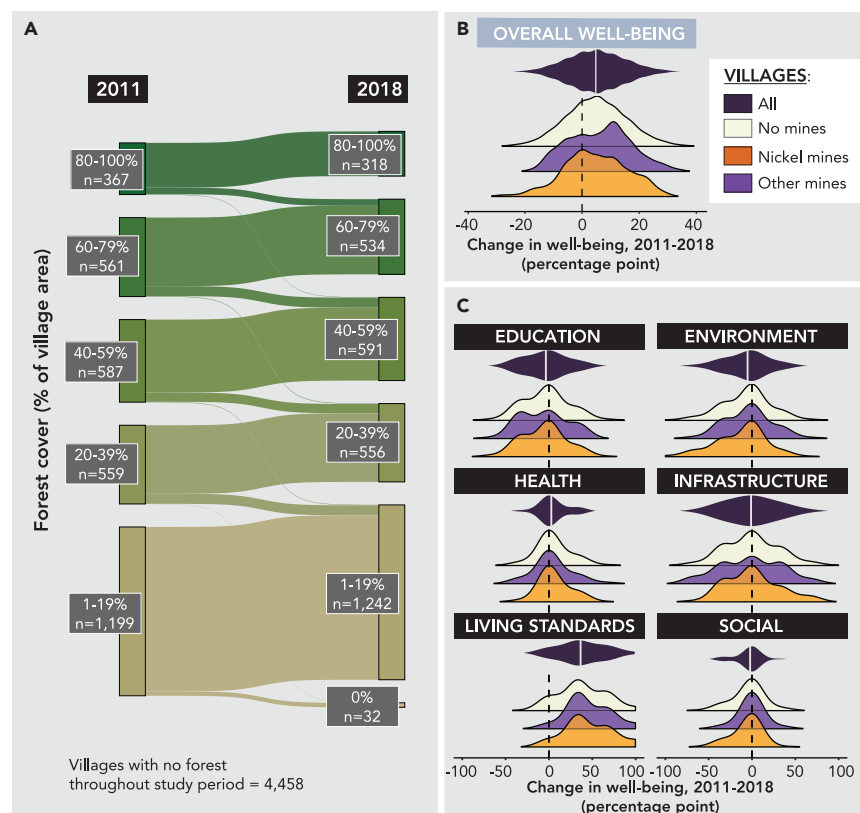 A
2011
2018
Forest cover (% of village area)
80-100%
n=367
60-79%
n=561
40-59%
n=587
20-39%
n=559
1-19%
n=1,199
80-100%
n=318
60-79%
n=534
40-59%
n=591
20-39%
n=556
1-19%
n=1,242
0%
n=32
Villages with no forest
throughout study period = 4,458
B
OVERALL WELL-BEING
VILLAGES:
All
No mines
Nickel mines
Other mines
-40 -20 0 20 40
Change in well-being, 2011-2018
(percentage point)
C
EDUCATION
ENVIRONMENT
HEALTH
INFRASTRUCTURE
LIVING STANDARDS
SOCIAL
-100 -50 0 50 100
-100 -50 0 50 100
Change in well-being, 2011-2018
(percentage point)